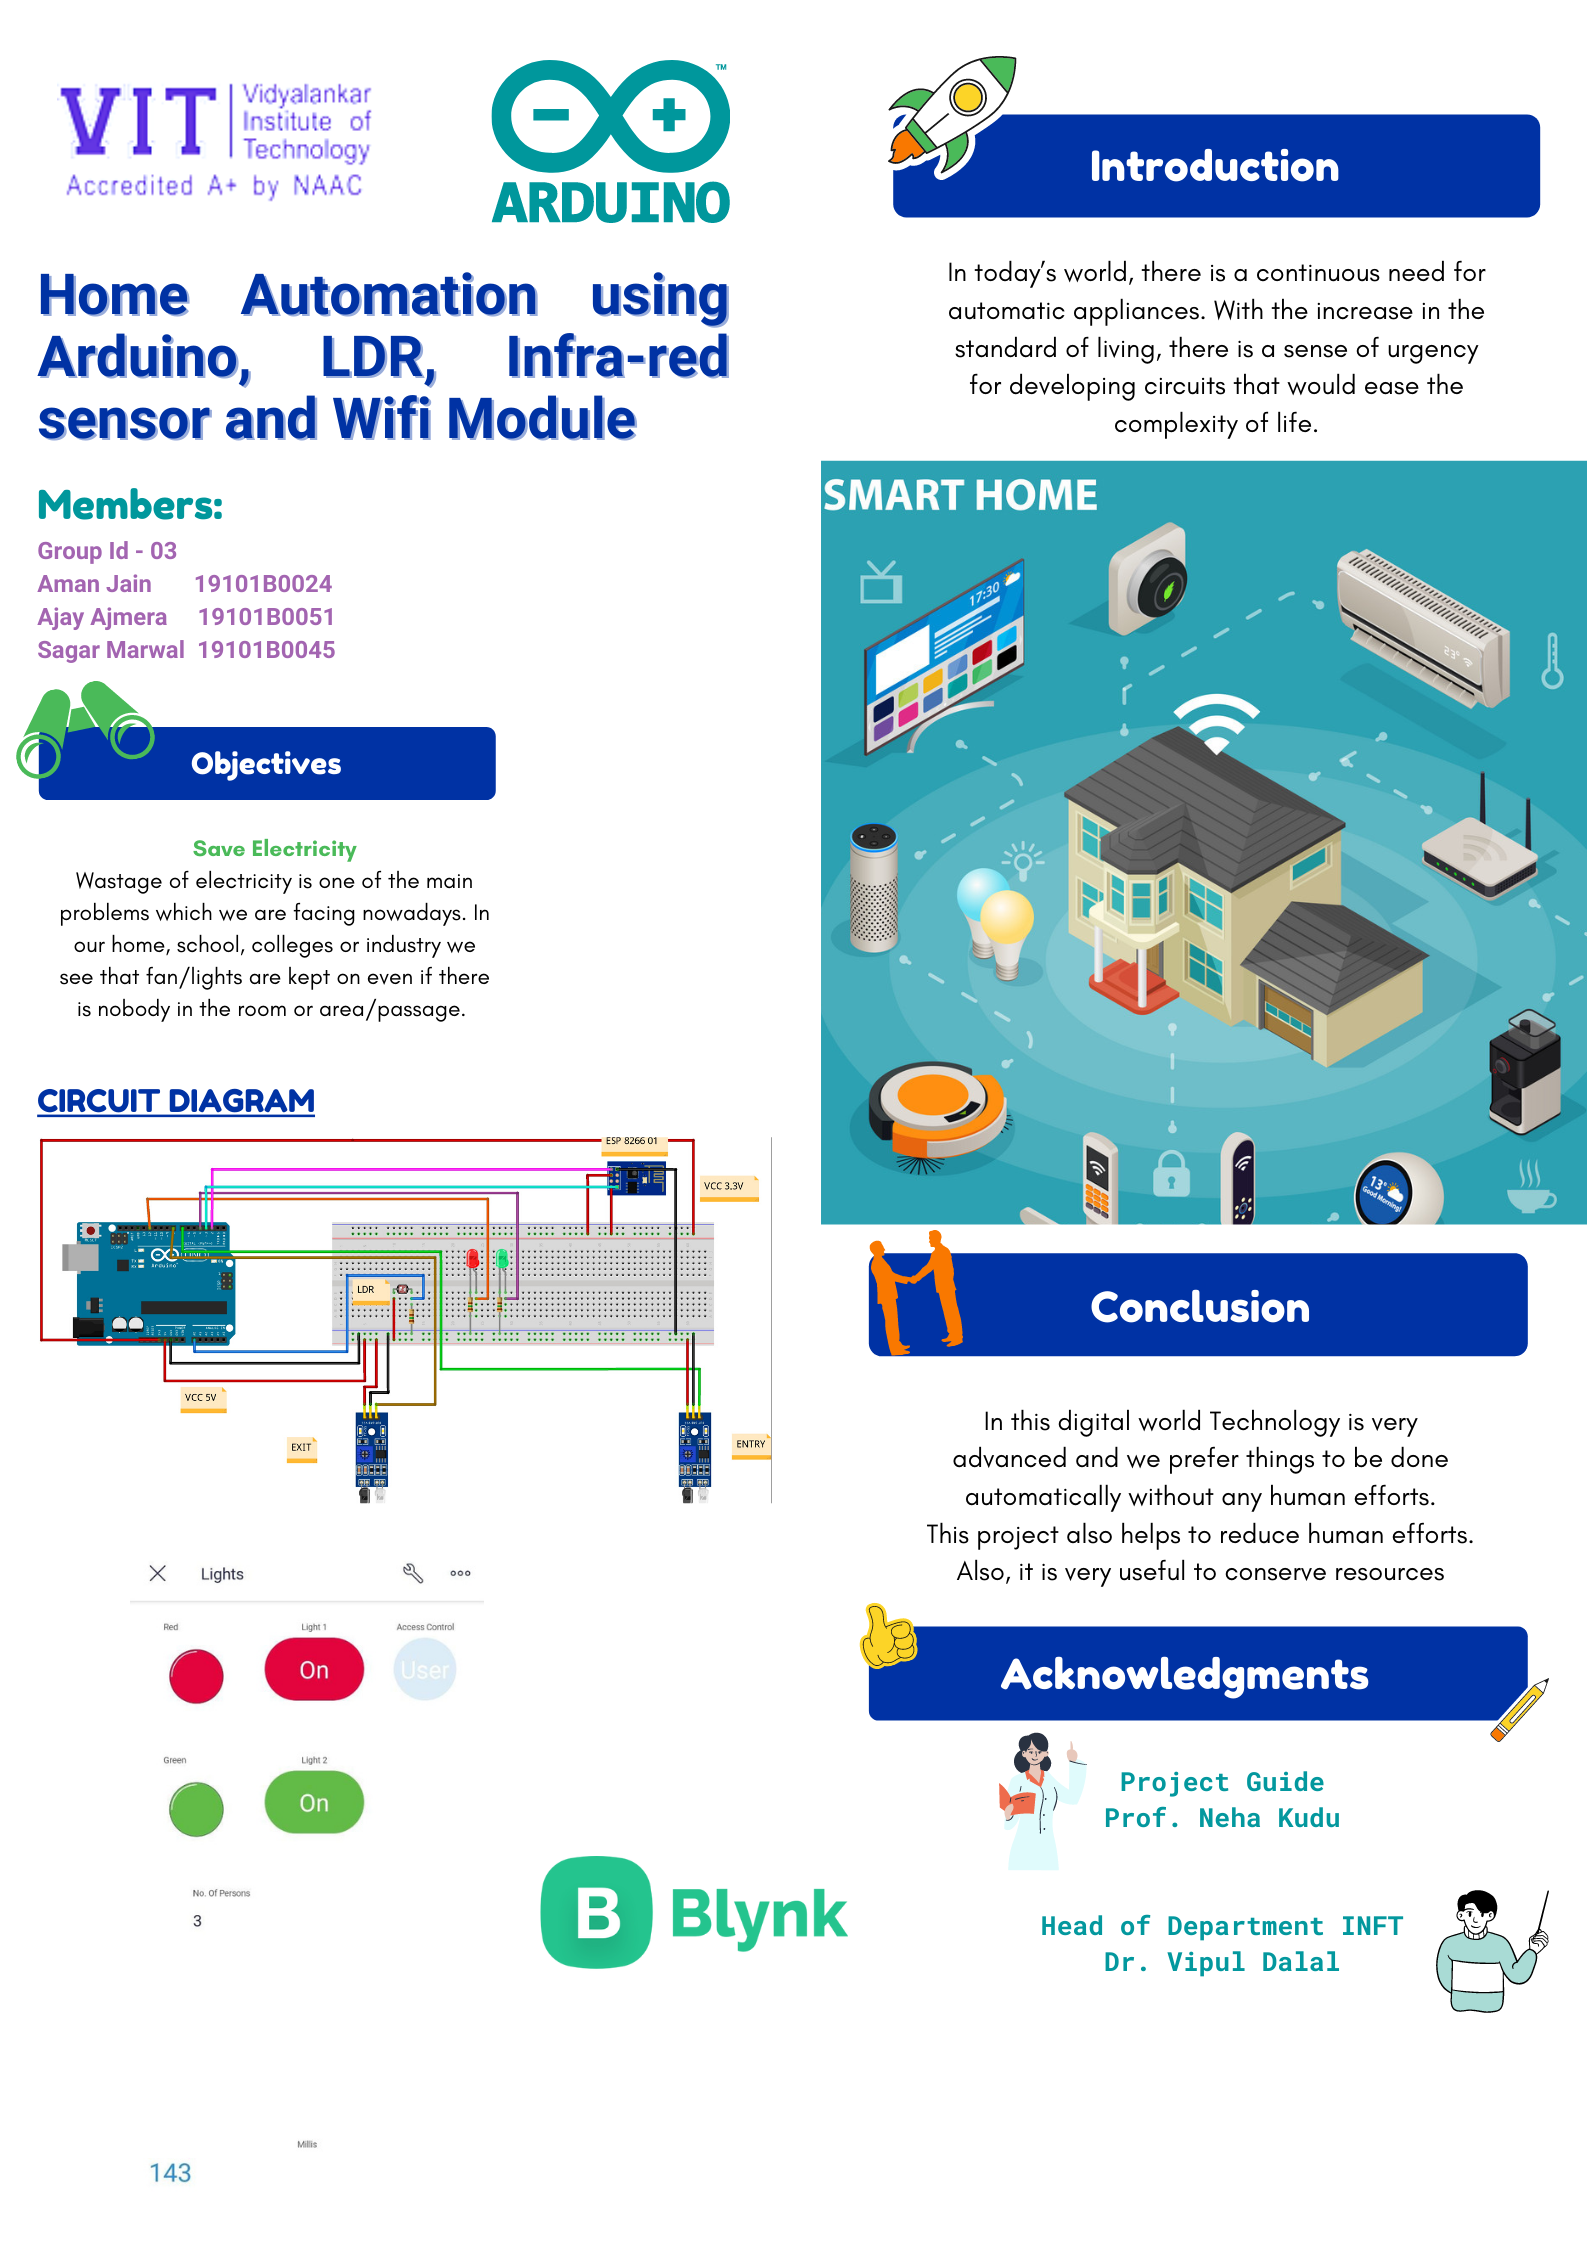 VIT
Vidyalankar
Institute of
Technology
Accredited A+ by NAAC
ARDUINO
TM
Home Automation using
Arduino, LDR, Infra-red
sensor and Wifi Module
Members:
Group Id - 03
Aman Jain 19101B0024
Ajay Ajmera 19101B0051
Sagar Marwal 19101B0045
Objectives
Save Electricity
Wastage of electricity is one of the main
problems which we are facing nowadays. In
our home, school, colleges or industry we
see that fan/lights are kept on even if there
is nobody in the room or area/passage.
CIRCUIT DIAGRAM
ESP 8266 01
VCC 3,3V
Arduino
LDR
VCC 5V
EXIT
ENTRY
Lights
Red
Light 1
Access Control
On
User
Green
Light 2
On
No. Of Persons
3
B Blynk
Millis
143
Introduction
In today's world, there is a continuous need for
automatic appliances. With the increase in the
standard of living, there is a sense of urgency
for developing circuits that would ease the
complexity of life.
SMART HOME
17:30
23°
13°
Good Morning!
Conclusion
In this digital world Technology is very
advanced and we prefer things to be done
automatically without any human efforts.
This project also helps to reduce human efforts.
Also, it is very useful to conserve resources
Acknowledgments
Project Guide
Prof. Neha Kudu
Head of Department INFT
Dr. Vipul Dalal